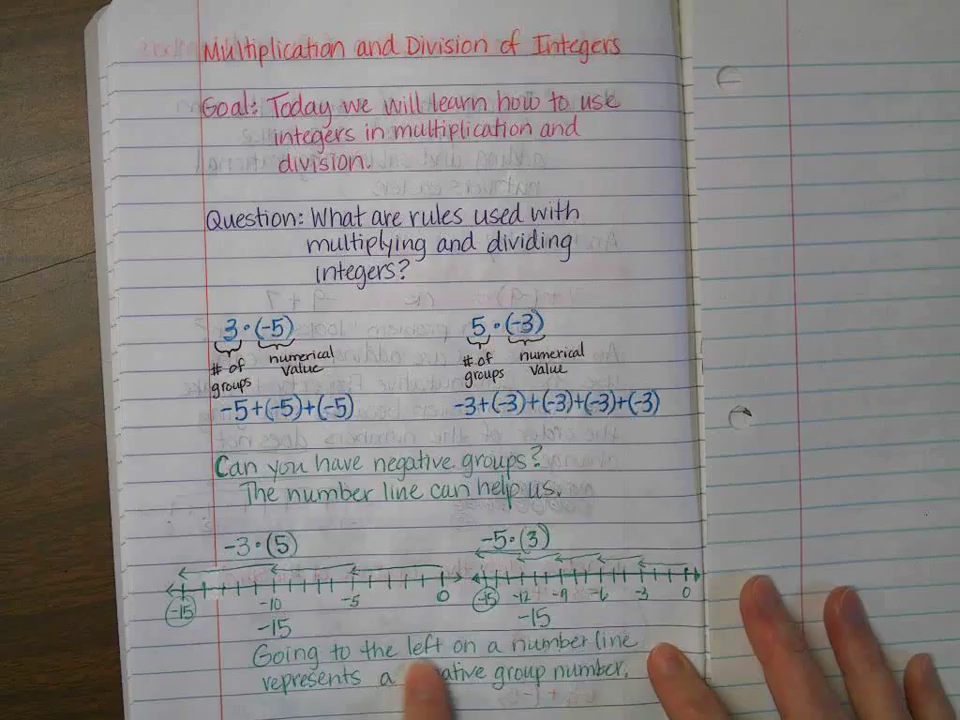 Multiplication and Division of Integers
Goal: Today we will learn how to use
integers in multiplication and
division.
Question: What are rules used with
multiplying and dividing
integers?
3 · (-5)
# of
groups
numerical
value
-5+(-5)+(-5)
5 · (-3)
# of
groups
numerical
value
-3+(-3)+(-3)+(-3)+(-3)
Can you have negative groups?
The number line can help us.
-3 · (5)
-15 -10 -5 0
-15
-5 · (3)
-15 -12 -9 -6 -3 0
-15
Going to the left on a number line
represents a group number.